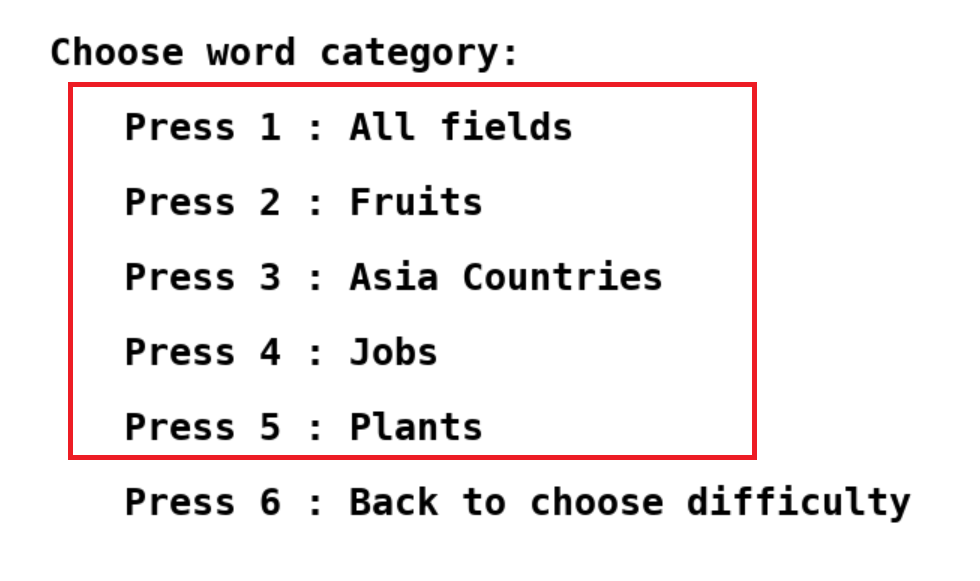 Choose word category:
Press 1 : All fields
Press 2 : Fruits
Press 3 : Asia Countries
Press 4 : Jobs
Press 5 : Plants
Press 6 : Back to choose difficulty